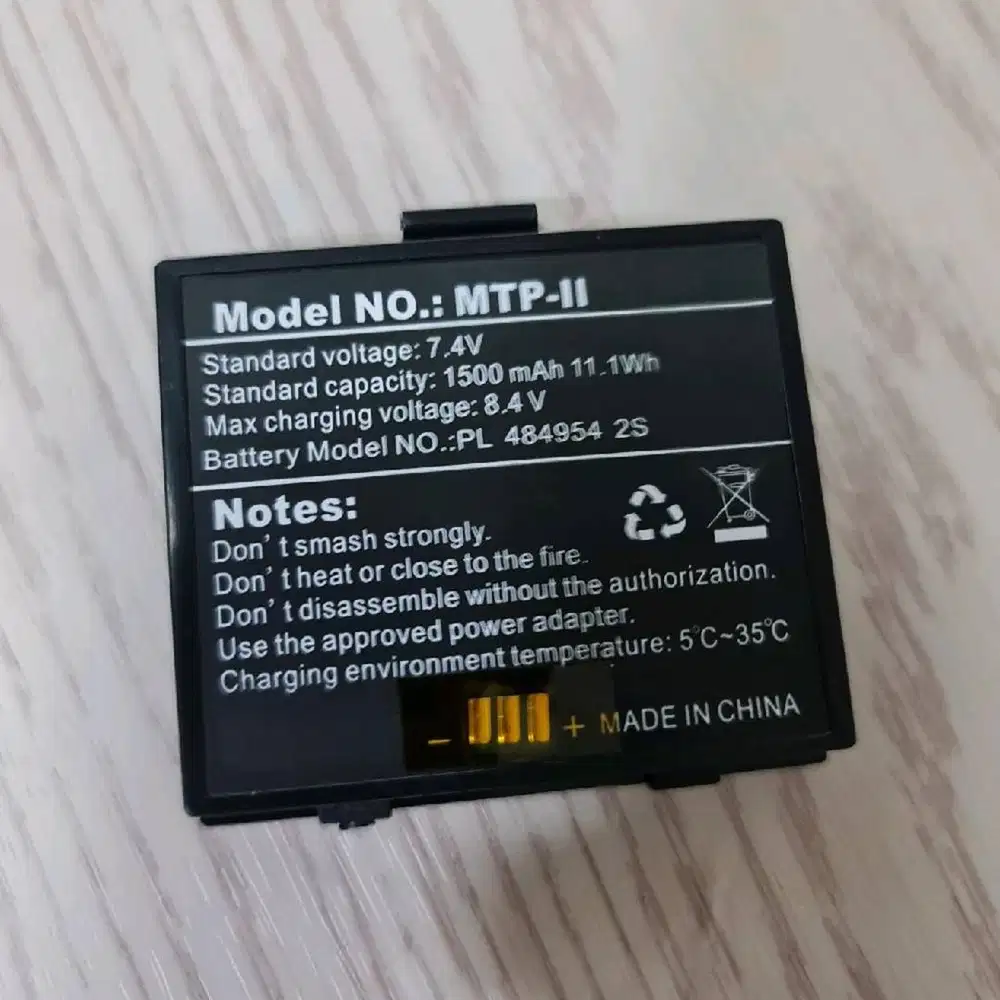 Model NO.: MTP-II
Standard voltage: 7.4V
Standard capacity: 1500 mAh 11.1Wh
Max charging voltage: 8.4 V
Battery Model NO.:PL 484954 2S
Notes:
Don’ t smash strongly.
Don’ t heat or close to the fire.
Don’ t disassemble without the authorization.
Use the approved power adapter.
Charging environment temperature: 5℃~35℃
– +
MADE IN CHINA